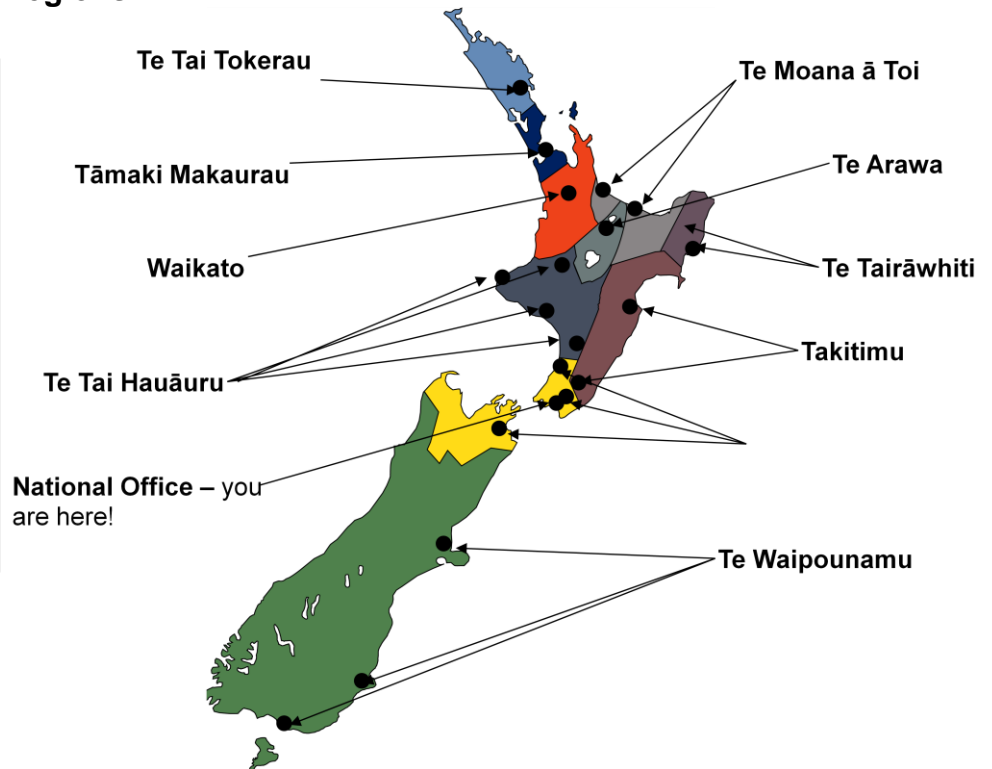 Te Tai Tokerau
Te Moana ā Toi
Tāmaki Makaurau
Te Arawa
Waikato
Te Tairāwhiti
Takitimu
Te Tai Hauāuru
National Office – you
are here!
Te Waipounamu